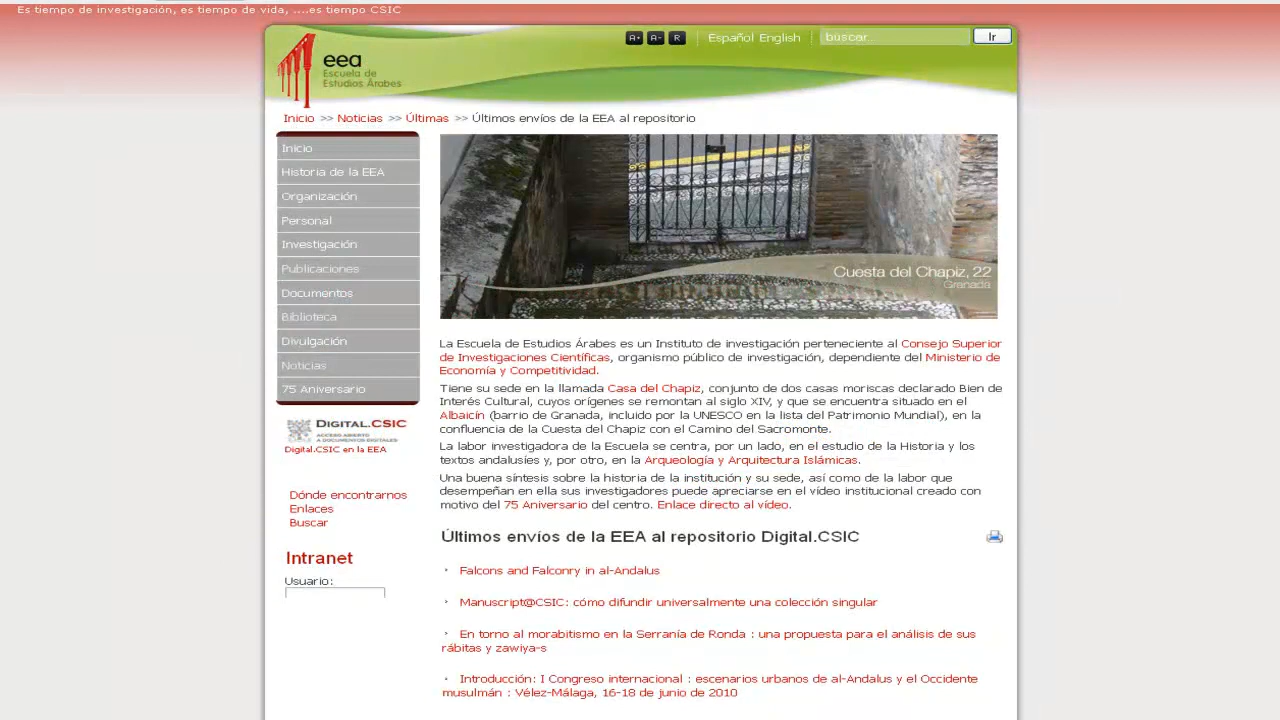 Es tiempo de investigación, es tiempo de vida, ....es tiempo CSIC
A+ A- R Español English buscar... Ir
eea
Escuela de
Estudios Árabes
Inicio >> Noticias >> Últimas >> Últimos envíos de la EEA al repositorio
Inicio
Historia de la EEA
Organización
Personal
Investigación
Publicaciones
Documentos
Biblioteca
Divulgación
Noticias
75 Aniversario
DIGITAL.CSIC
ACCESO ABIERTO
A DOCUMENTOS DIGITALES
Digital.CSIC en la EEA
Dónde encontrarnos
Enlaces
Buscar
Intranet
Usuario:
Cuesta del Chapiz, 22
Granada
La Escuela de Estudios Árabes es un Instituto de investigación perteneciente al Consejo Superior
de Investigaciones Científicas, organismo público de investigación, dependiente del Ministerio de
Economía y Competitividad.
Tiene su sede en la llamada Casa del Chapiz, conjunto de dos casas moriscas declarado Bien de
Interés Cultural, cuyos orígenes se remontan al siglo XIV, y que se encuentra situado en el
Albaicín (barrio de Granada, incluido por la UNESCO en la lista del Patrimonio Mundial), en la
confluencia de la Cuesta del Chapiz con el Camino del Sacromonte.
La labor investigadora de la Escuela se centra, por un lado, en el estudio de la Historia y los
textos andalusíes y, por otro, en la Arqueología y Arquitectura Islámicas.
Una buena síntesis sobre la historia de la institución y su sede, así como de la labor que
desempeñan en ella sus investigadores puede apreciarse en el vídeo institucional creado con
motivo del 75 Aniversario del centro. Enlace directo al vídeo.
Últimos envíos de la EEA al repositorio Digital.CSIC
Falcons and Falconry in al-Andalus
Manuscript@CSIC: cómo difundir universalmente una colección singular
En torno al morabitismo en la Serranía de Ronda : una propuesta para el análisis de sus
rábitas y zawiya-s
Introducción: I Congreso internacional : escenarios urbanos de al-Andalus y el Occidente
musulmán : Vélez-Málaga, 16-18 de junio de 2010